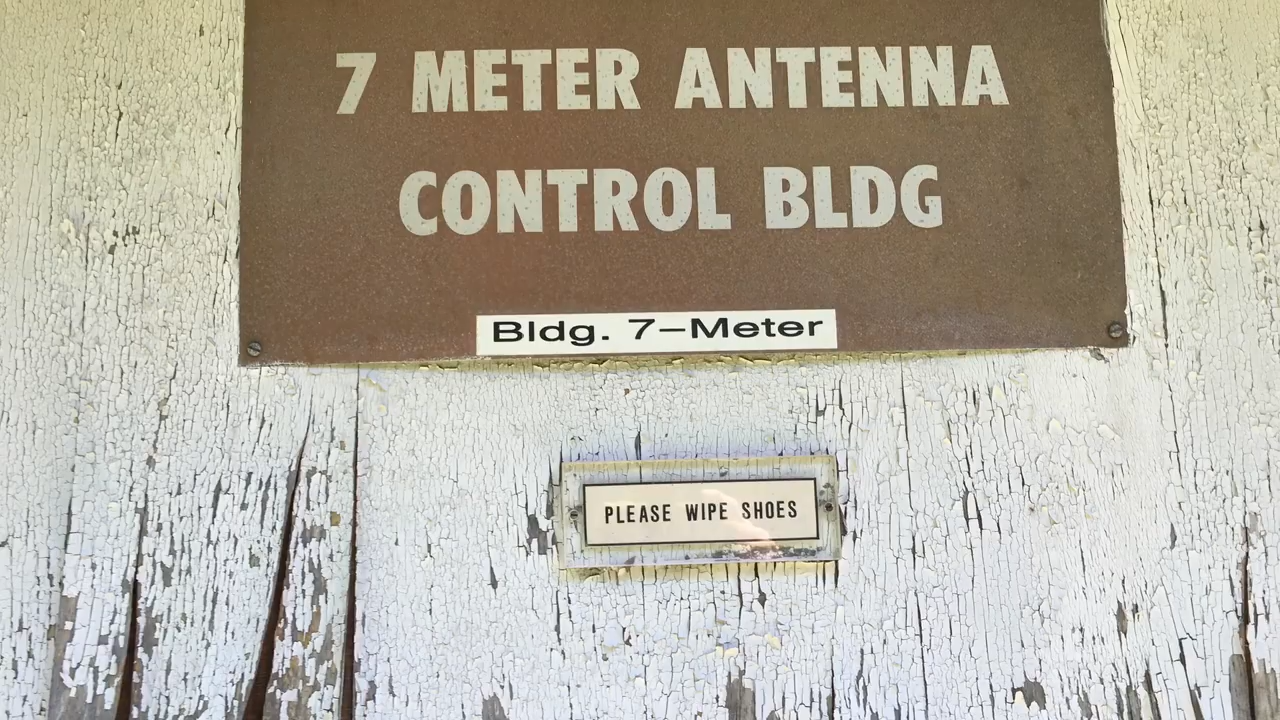 7 METER ANTENNA
CONTROL BLDG
Bldg. 7-Meter
PLEASE WIPE SHOES